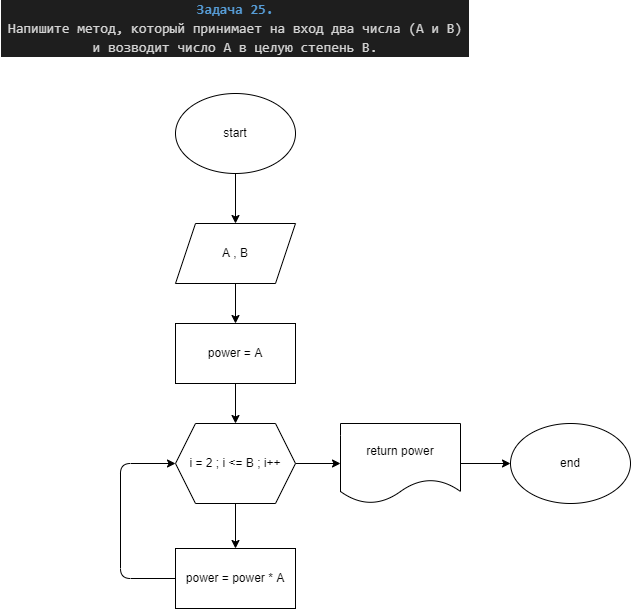 Задача 25.
Напишите метод, который принимает на вход два числа (А и В)
и возводит число А в целую степень В.
start
A , B
power = A
i = 2 ; i <= B ; i++
return power
end
power = power * A